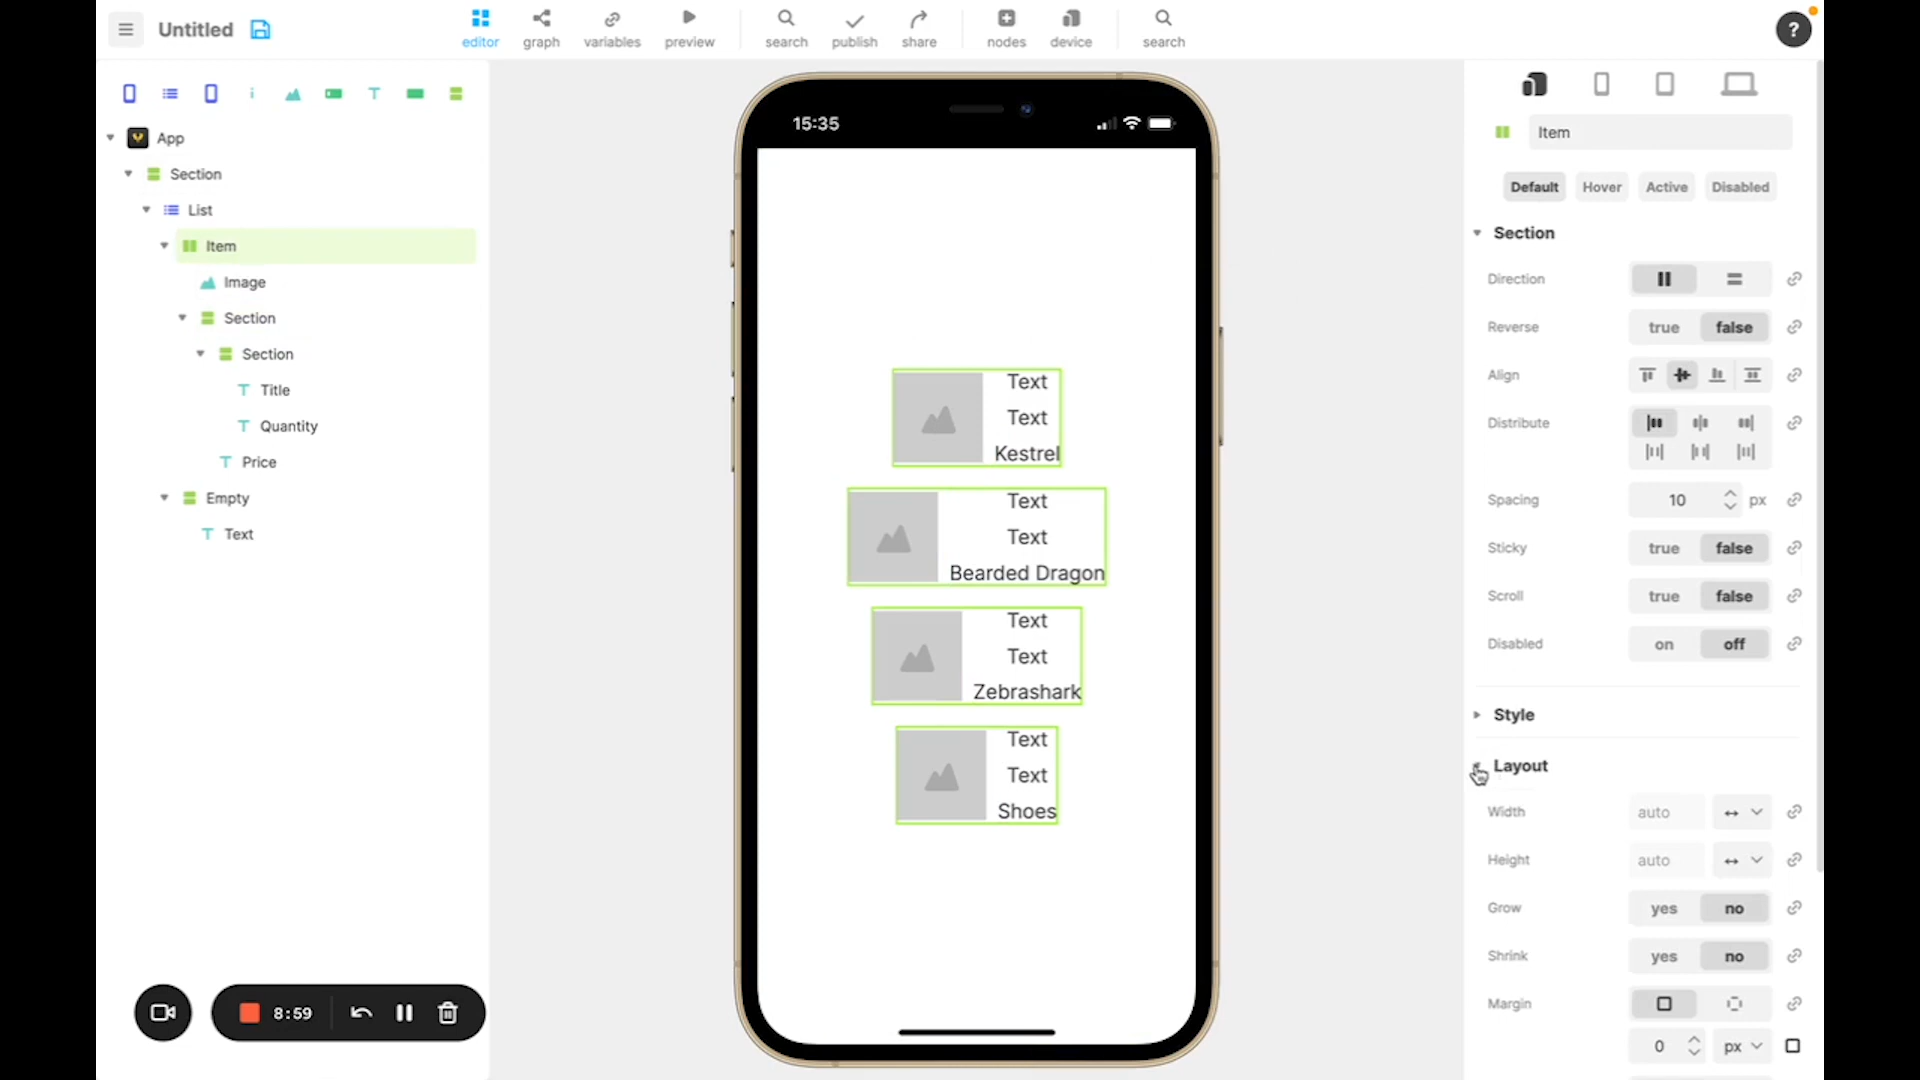 Untitled
editor
graph
variables
preview
search
publish
share
nodes
device
search
?
App
Section
List
Item
Image
Section
Section
Title
Quantity
Price
Empty
Text
8:59
15:35
Text
Text
Kestrel
Text
Text
Bearded Dragon
Text
Text
Zebrashark
Text
Text
Shoes
Item
Default Hover Active Disabled
Section
Direction
Reverse true false
Align
Distribute
Spacing 10 px
Sticky true false
Scroll true false
Disabled on off
Style
Layout
Width auto
Height auto
Grow yes no
Shrink yes no
Margin
0 px